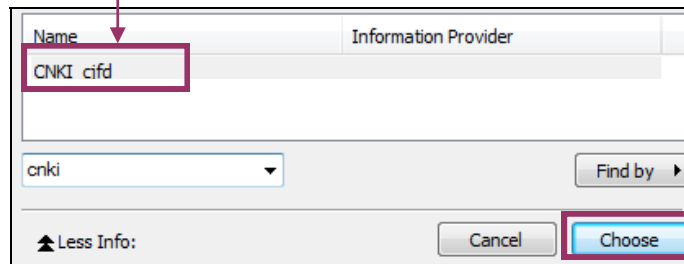 Name Information Provider
CNKI cifd
cnki Find by
Less Info: Cancel Choose